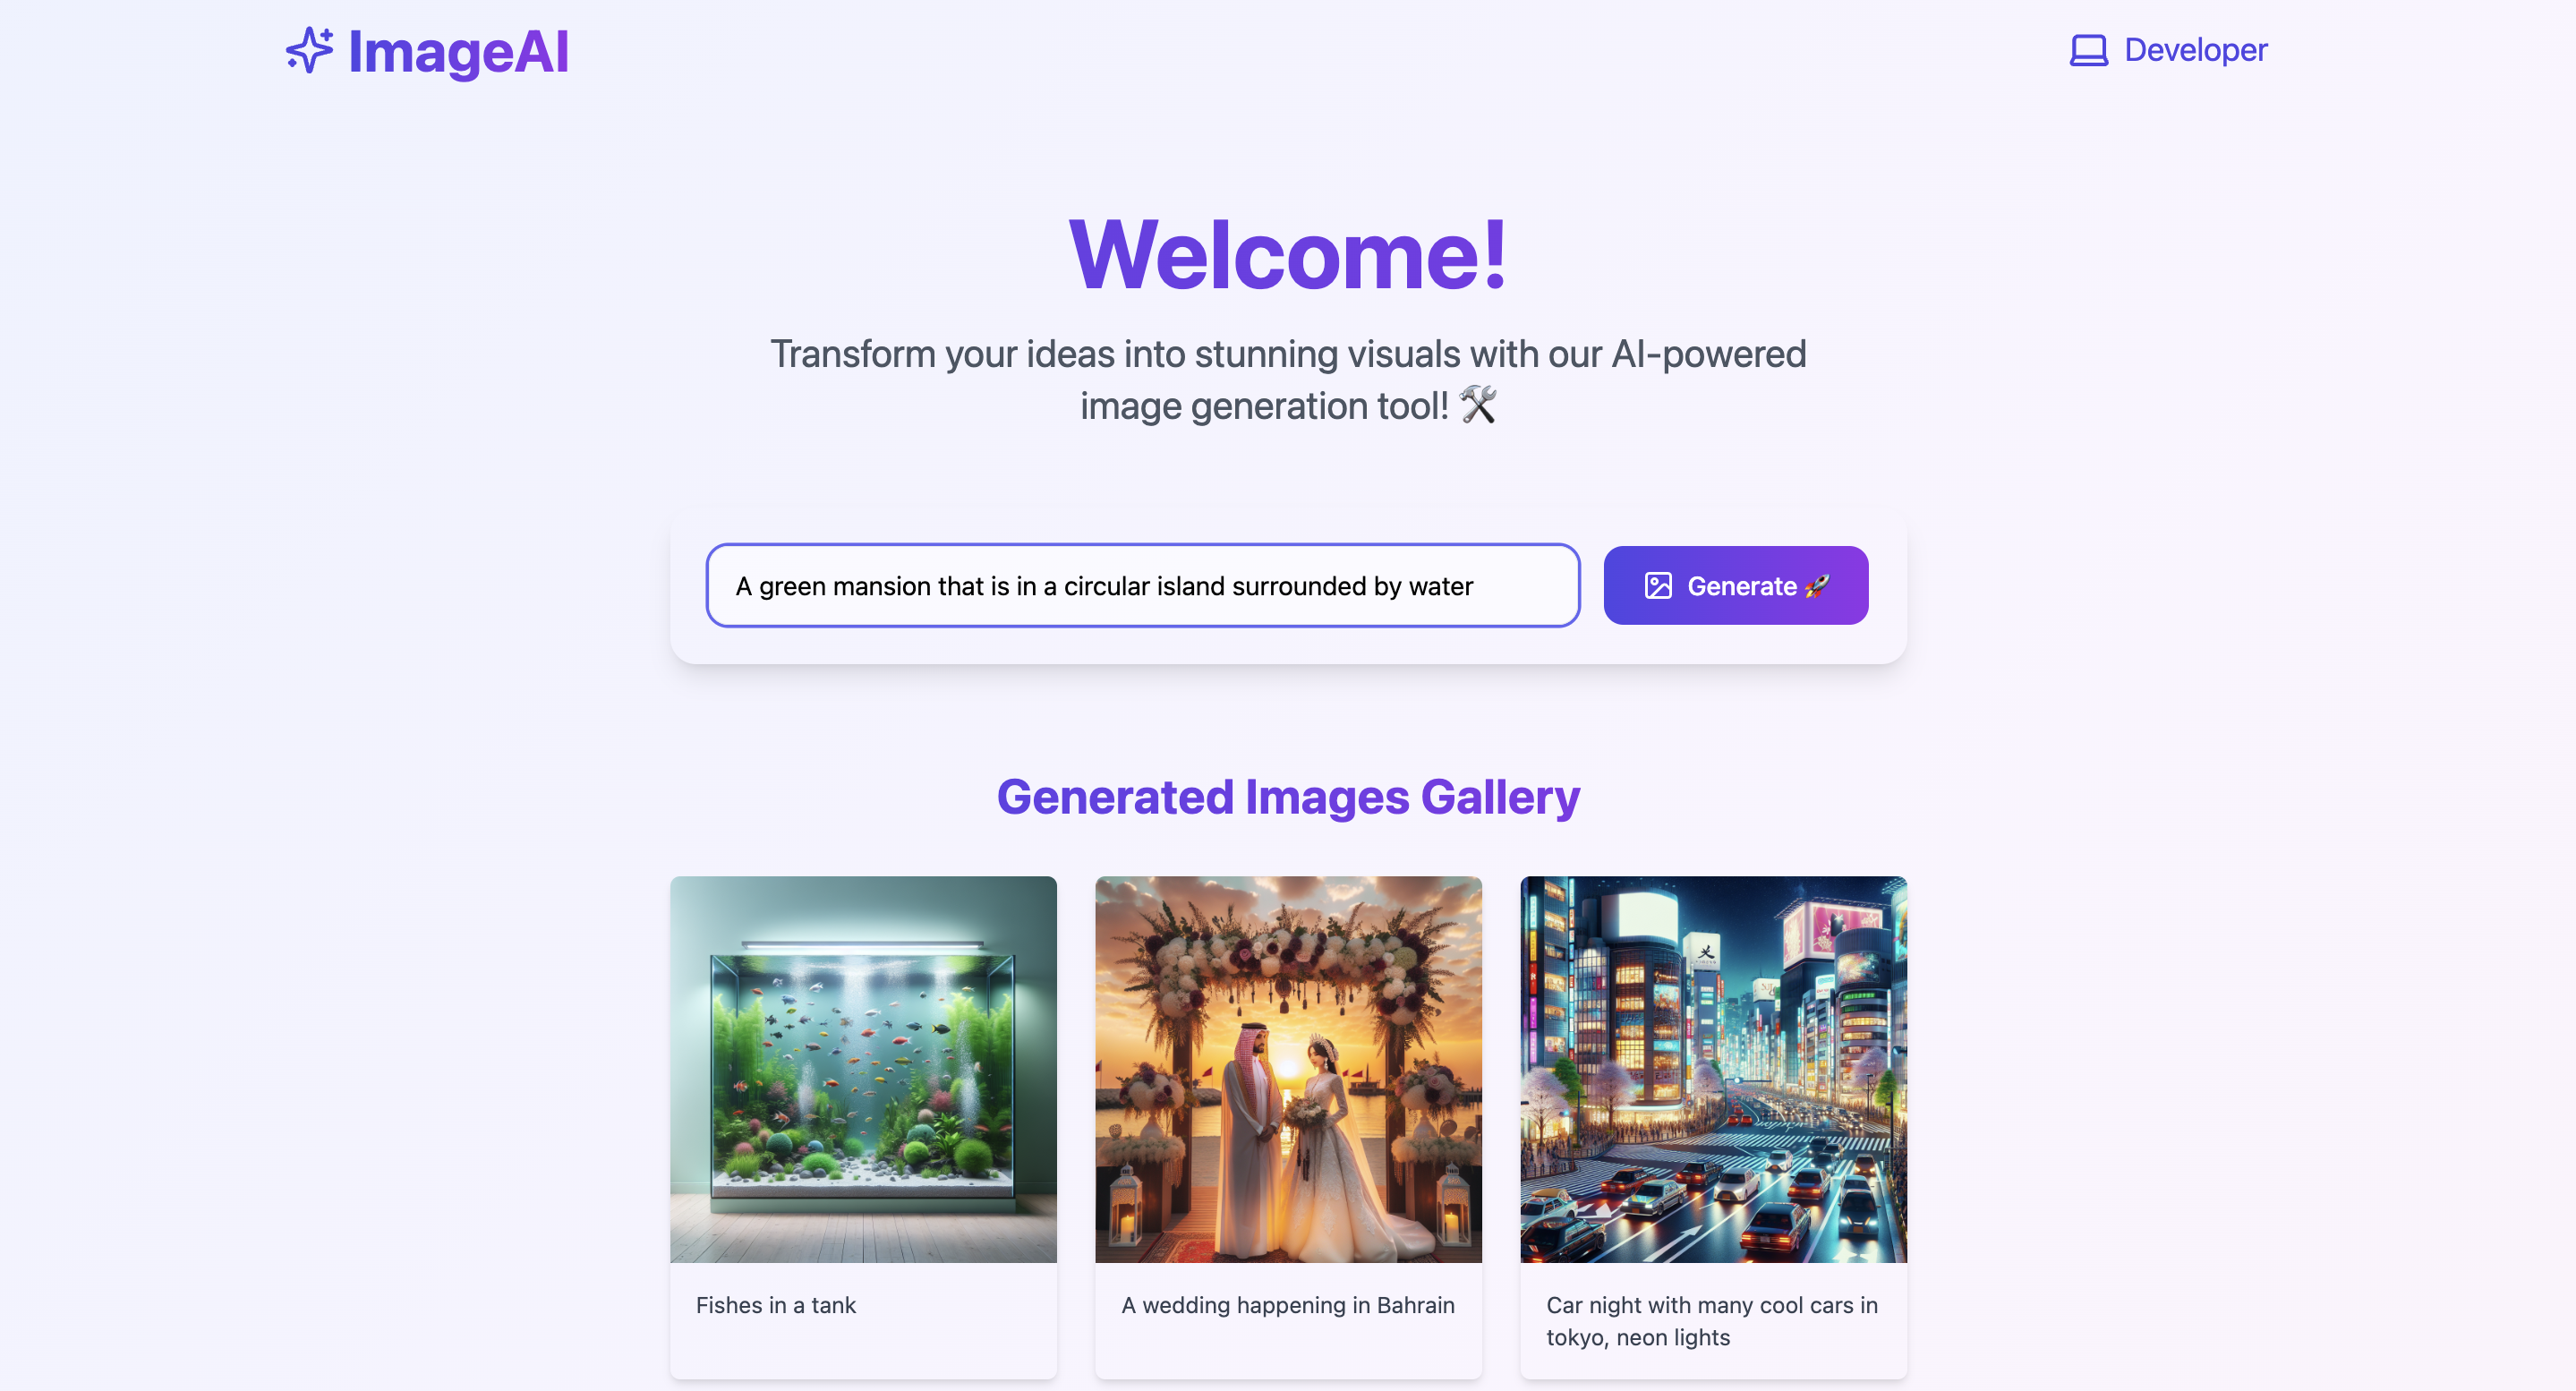 ImageAI
Developer
Welcome!
Transform your ideas into stunning visuals with our AI-powered
image generation tool! 🛠️
A green mansion that is in a circular island surrounded by water
Generate 🚀
Generated Images Gallery
Fishes in a tank
A wedding happening in Bahrain
Car night with many cool cars in
tokyo, neon lights